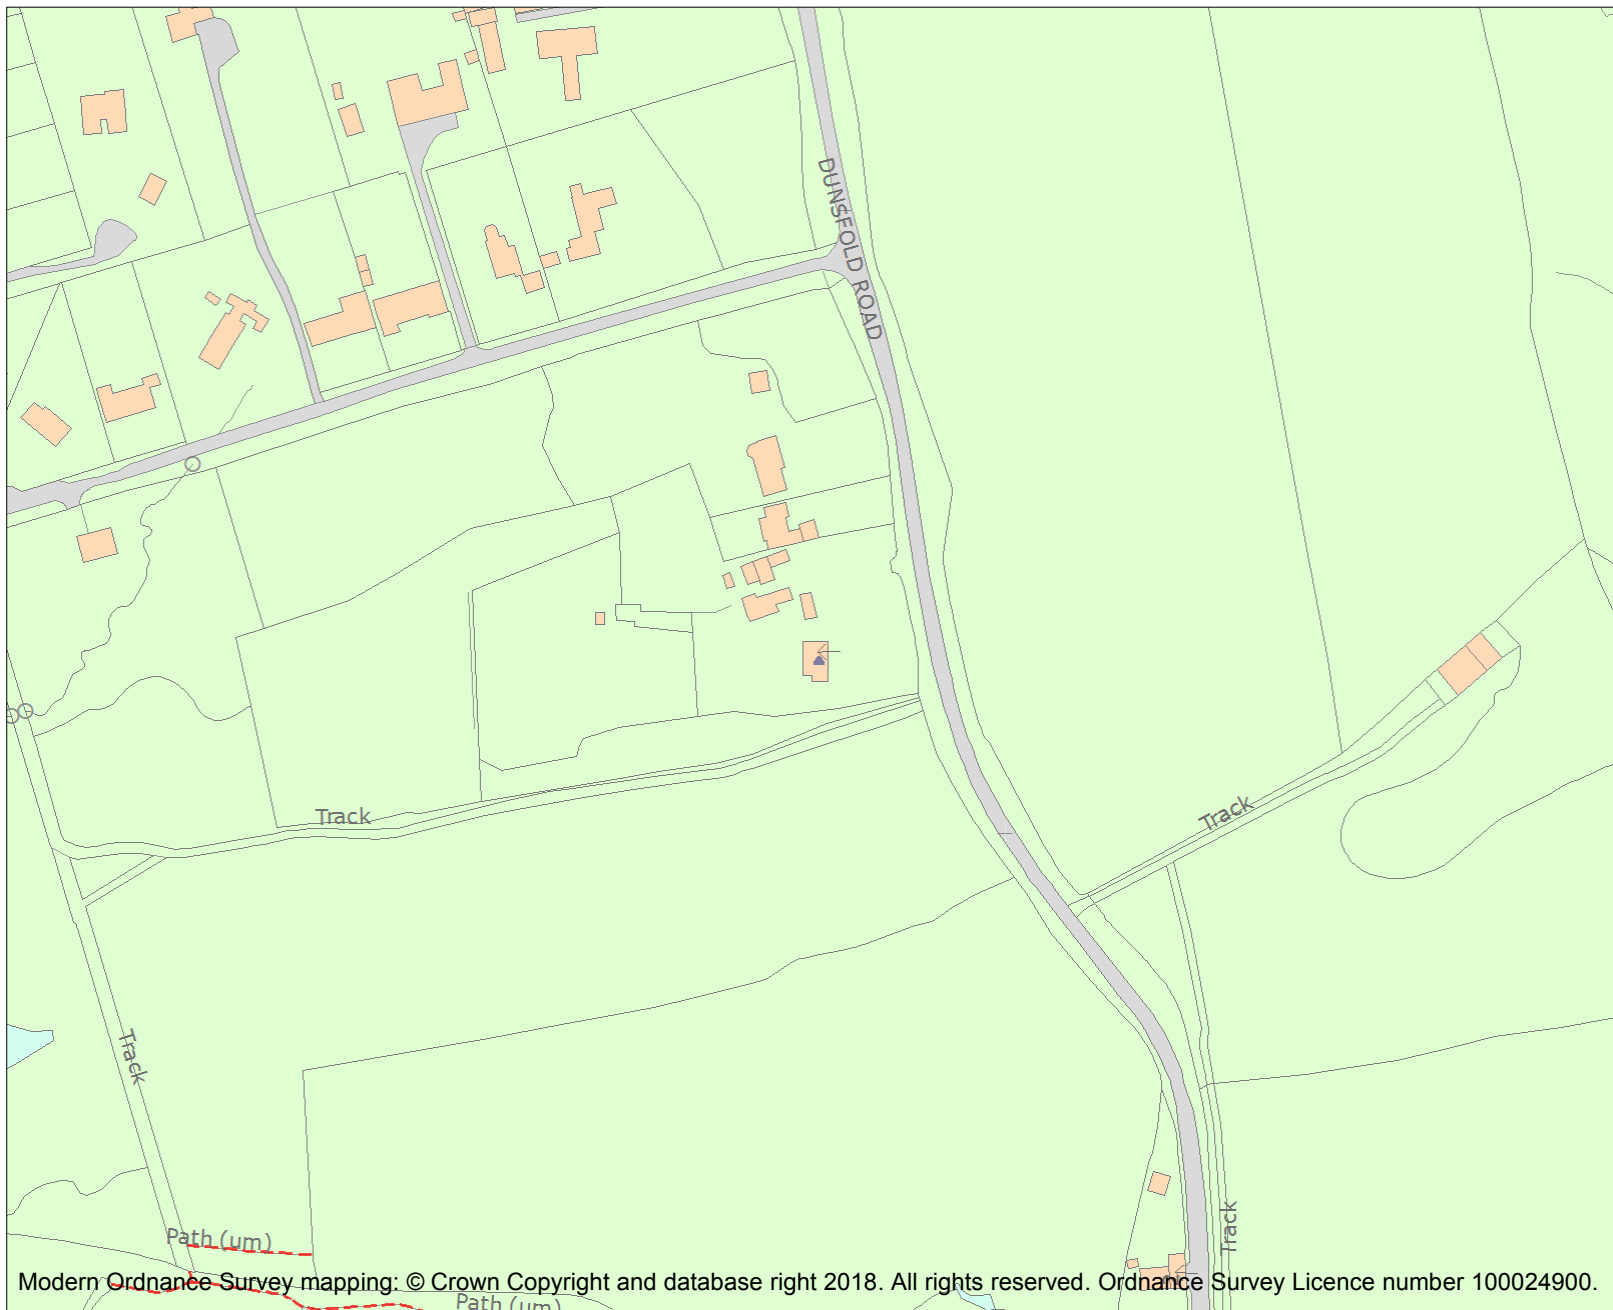 DUNSFOLD ROAD
Track
Track
Track
Track
Path (um)
Modern Ordnance Survey mapping: © Crown Copyright and database right 2018. All rights reserved. Ordnance Survey Licence number 100024900.
Path (um)